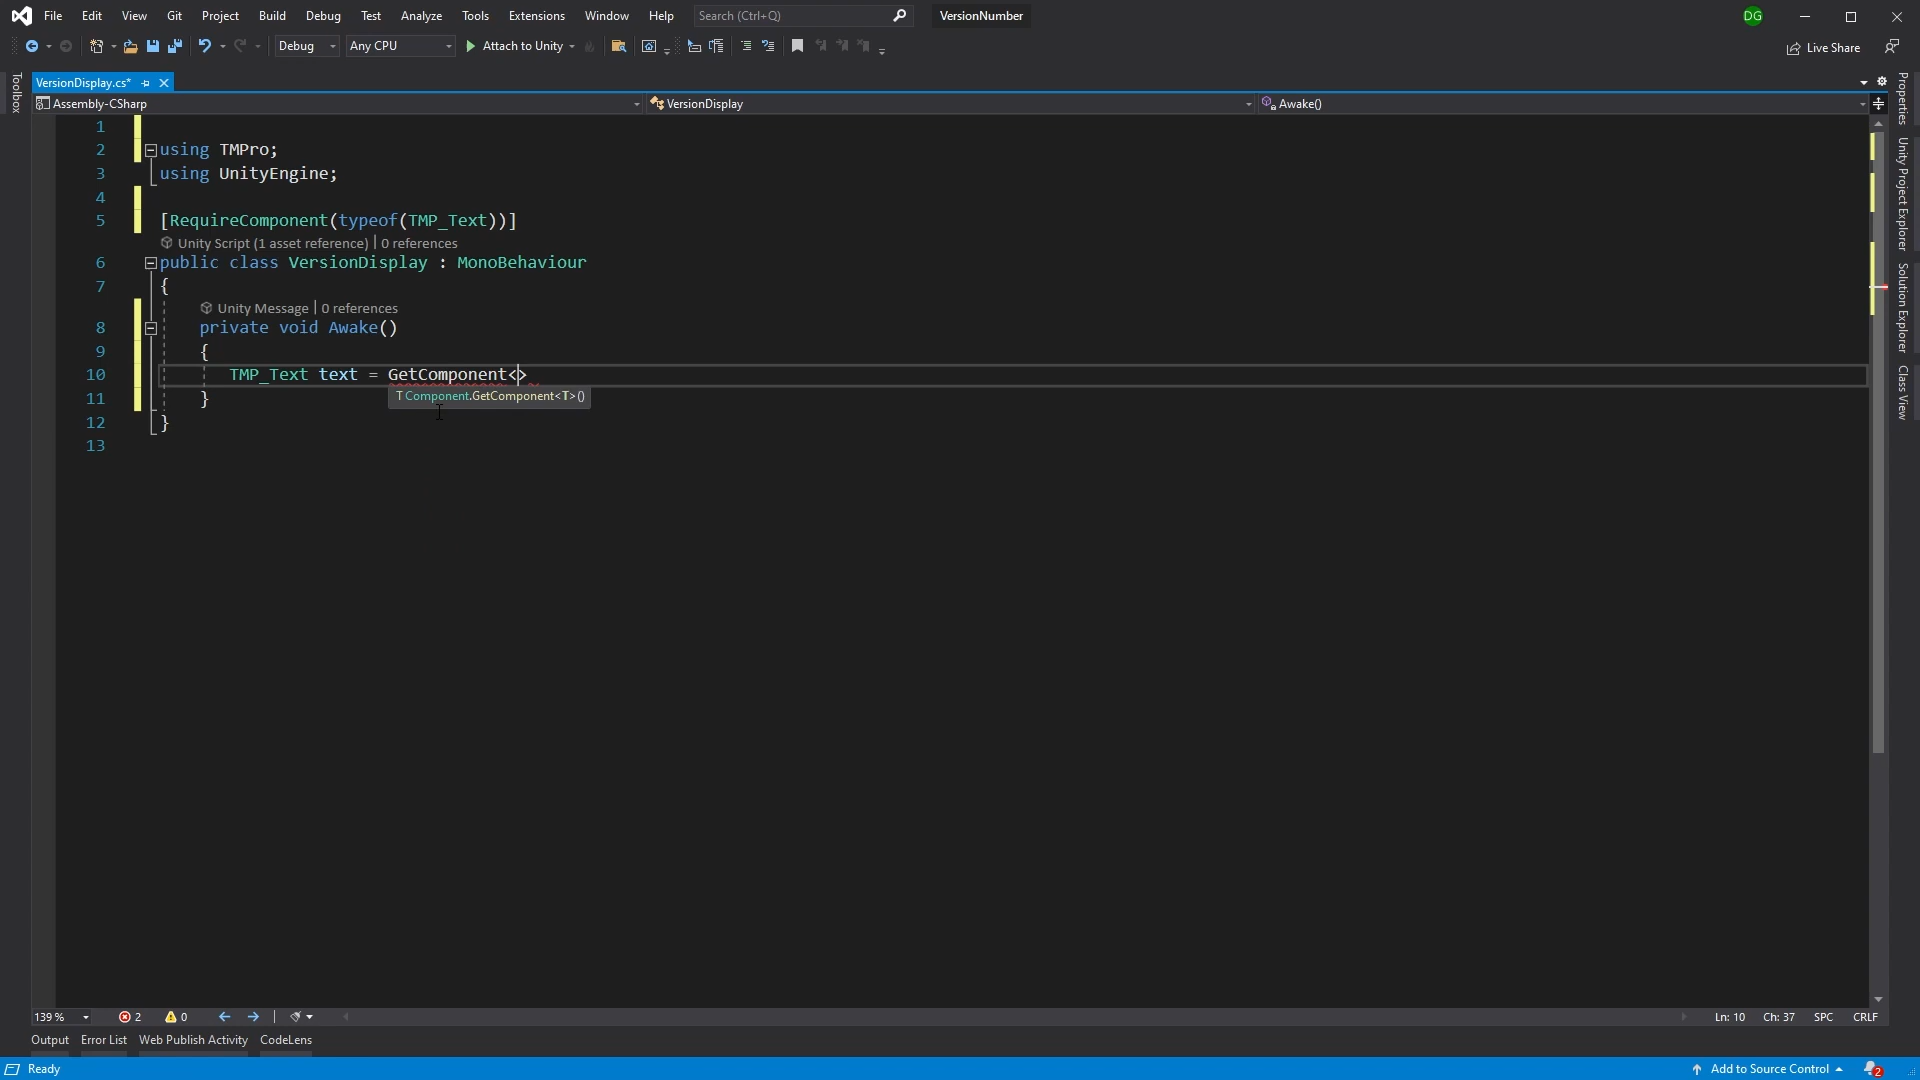 File Edit View Git Project Build Debug Test Analyze Tools Extensions Window Help Search (Ctrl+Q) VersionNumber DG
Debug Any CPU Attach to Unity Live Share
VersionDisplay.cs*
Assembly-CSharp VersionDisplay Awake()
1
2 using TMPro;
3 using UnityEngine;
4
5 [RequireComponent(typeof(TMP_Text))]
Unity Script (1 asset reference) | 0 references
6 public class VersionDisplay : MonoBehaviour
7 {
Unity Message | 0 references
8 private void Awake()
9 {
10 TMP_Text text = GetComponent<>
T Component.GetComponent<T>()
11 }
12 }
13
Toolbox
Properties
Unity Project Explorer
Solution Explorer
Class View
139 % 2 0 Ln: 10 Ch: 37 SPC CRLF
Output Error List Web Publish Activity CodeLens
Ready Add to Source Control 2